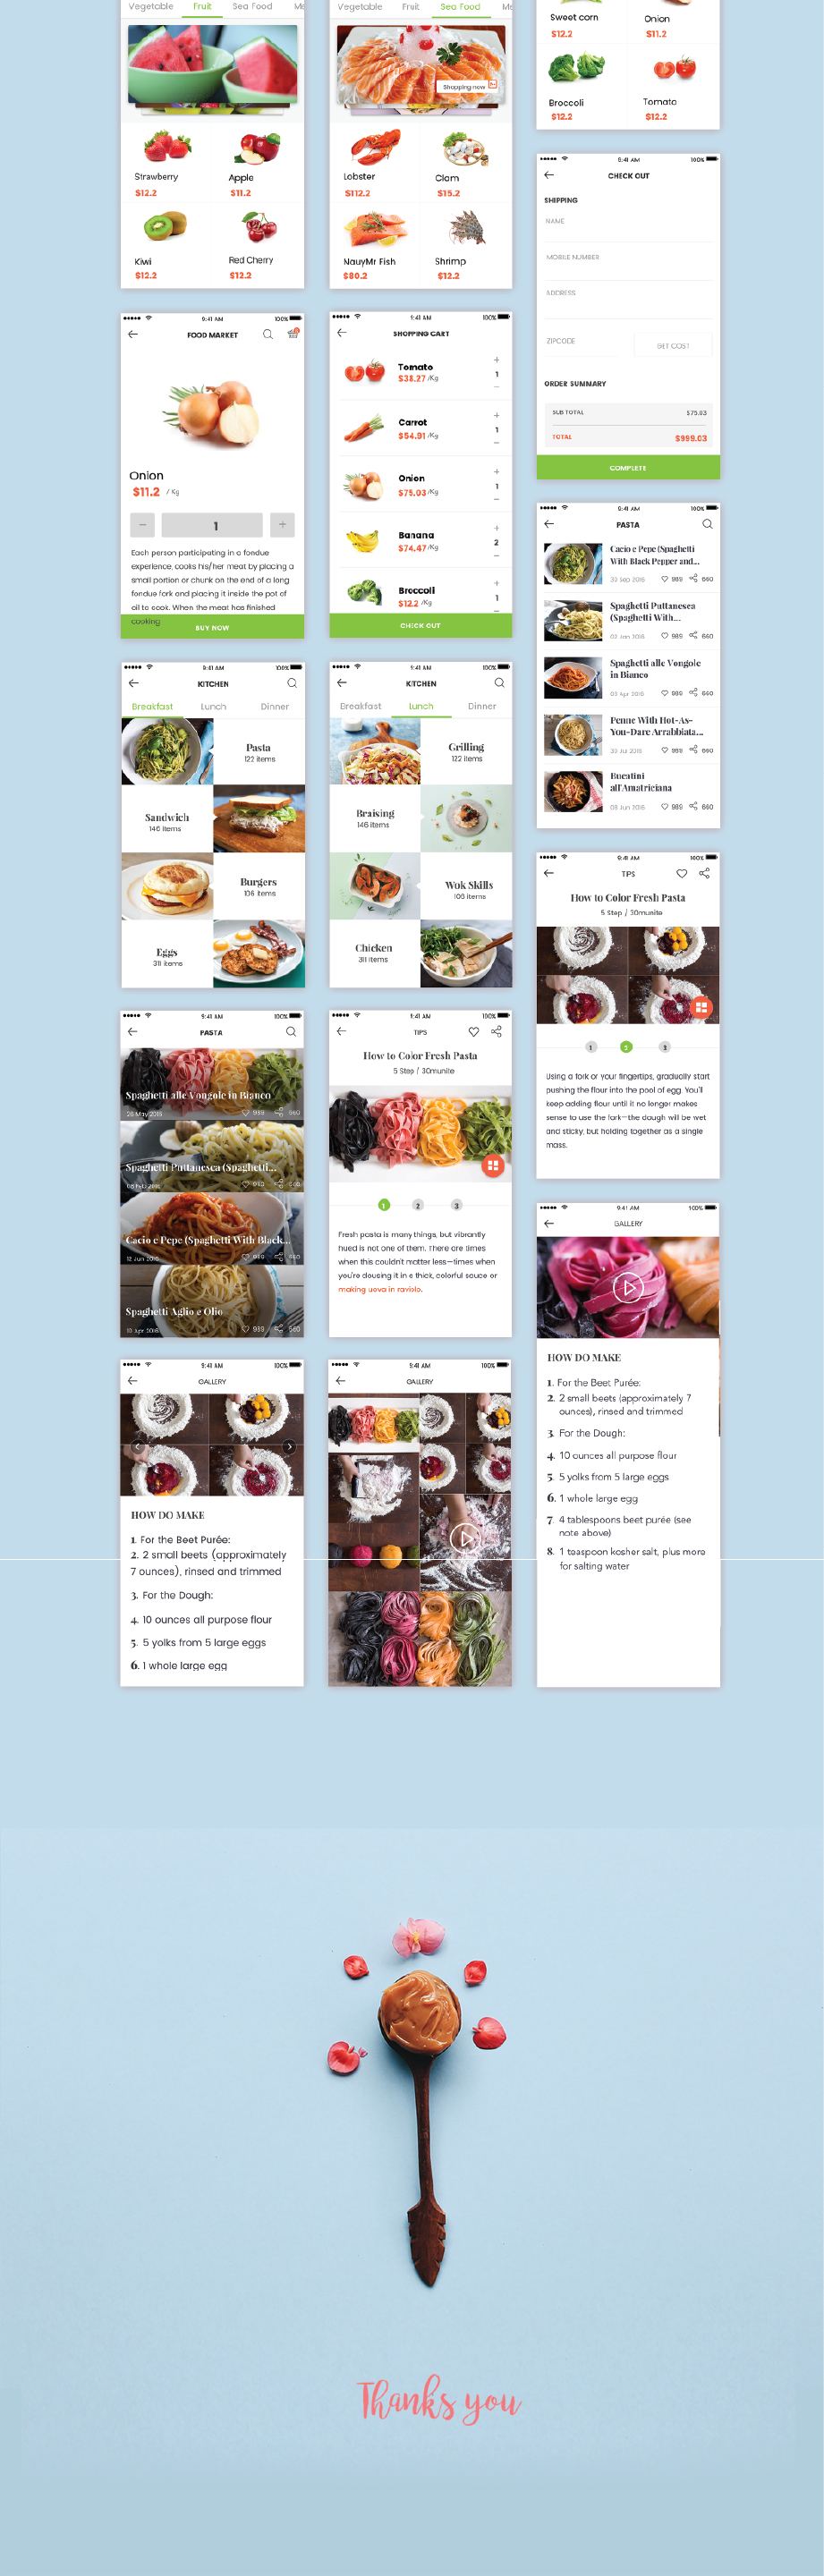 Vegetable Fruit Sea Food Me
Strawberry Apple
$12.2 $11.2
Kiwi Red Cherry
$12.2 $12.2
Vegetable Fruit Sea Food Me
Shopping now
Lobster Clam
$112.2 $15.2
NauyMr Fish Shrimp
$80.2 $12.2
Sweet corn Onion
$12.2 $11.2
Broccoli Tomato
$12.2 $12.2
9:41 AM 100%
CHECK OUT
SHIPPING
NAME
MOBILE NUMBER
ADDRESS
ZIPCODE GET COST
ORDER SUMMARY
SUB TOTAL $75.03
TOTAL $999.03
COMPLETE
9:41 AM 100%
FOOD MARKET
Onion
$11.2 / Kg
− 1 +
Each person participating in a fondue
experience, cooks his/her meat by placing a
small portion or chunk on the end of a long
fondue fork and placing it inside the pot of
oil to cook. When the meat has finished
cooking
BUY NOW
9:41 AM 100%
SHOPPING CART
Tomato
$38.27 /Kg
+ 1 −
Carrot
$54.91 /Kg
+ 1 −
Onion
$75.03 /Kg
+ 1 −
Banana
$74.47 /Kg
+ 2 −
Broccoli
$12.2 /Kg
+ 1 −
CHECK OUT
9:41 AM 100%
PASTA
Cacio e Pepe (Spaghetti
With Black Pepper and...
989 660
Spaghetti Puttanesca
(Spaghetti With...
02 Jan 2016 989 660
Spaghetti alle Vongole
in Bianco
03 Apr 2016 989 660
Penne With Hot-As-
You-Dare Arrabbiata...
989 660
Bucatini
all'Amatriciana
03 Jun 2016 989 660
9:41 AM 100%
KITCHEN
Breakfast Lunch Dinner
Pasta
122 items
Sandwich
146 items
Burgers
106 items
Eggs
311 items
9:41 AM 100%
KITCHEN
Breakfast Lunch Dinner
Grilling
122 items
Braising
146 items
Wok Skills
106 items
Chicken
311 items
9:41 AM 100%
TIPS
How to Color Fresh Pasta
5 Step / 30munite
1 2 3
Using a fork or your fingertips, gradually start
pushing the flour into the pool of egg. You'll
keep adding flour until it no longer makes
sense to use the fork—the dough will be wet
and sticky, but holding together as a single
mass.
9:41 AM 100%
PASTA
Spaghetti alle Vongole in Bianco
26 May 2016 989 660
Spaghetti Puttanesca (Spaghetti...
989 660
Cacio e Pepe (Spaghetti With Black...
12 Jun 2016 989 660
Spaghetti Aglio e Olio
989 660
9:41 AM 100%
TIPS
How to Color Fresh Pasta
5 Step / 30munite
1 2 3
Fresh pasta is many things, but vibrantly
hued is not one of them. There are times
when this couldn't matter less—times when
you're dousing it in a thick, colorful sauce or
making uova in raviolo.
9:41 AM 100%
GALLERY
HOW DO MAKE
1. For the Beet Purée:
2. 2 small beets (approximately 7
ounces), rinsed and trimmed
3. For the Dough:
4. 10 ounces all purpose flour
5. 5 yolks from 5 large eggs
6. 1 whole large egg
7. 4 tablespoons beet purée (see
note above)
8. 1 teaspoon kosher salt, plus more
for salting water
9:41 AM 100%
GALLERY
HOW DO MAKE
1. For the Beet Purée:
2. 2 small beets (approximately
7 ounces), rinsed and trimmed
3. For the Dough:
4. 10 ounces all purpose flour
5. 5 yolks from 5 large eggs
6. 1 whole large egg
9:41 AM 100%
GALLERY
Thanks you